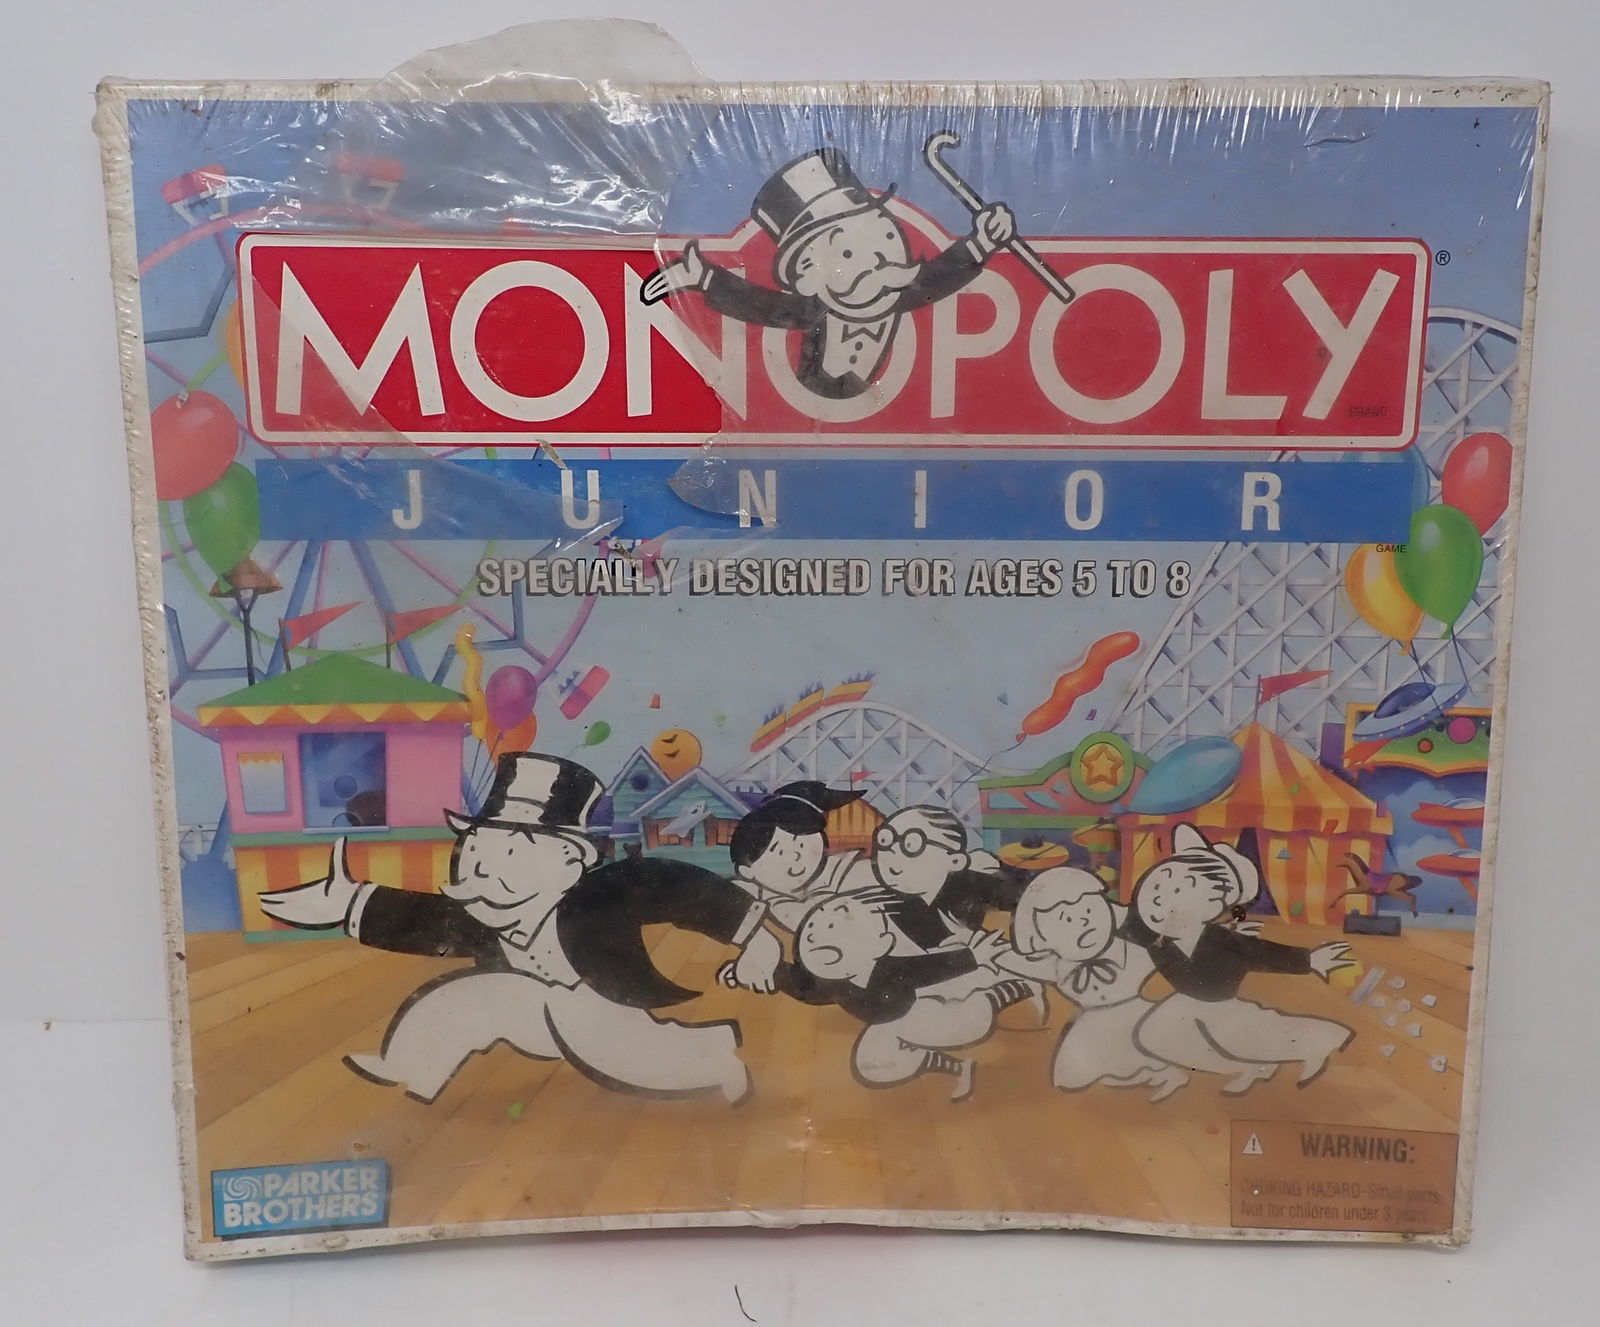 MONOPOLY ®
BRAND
JUNIOR
GAME
SPECIALLY DESIGNED FOR AGES 5 TO 8
PARKER
BROTHERS
WARNING:
CHOKING HAZARD-Small parts.
Not for children under 3 years.